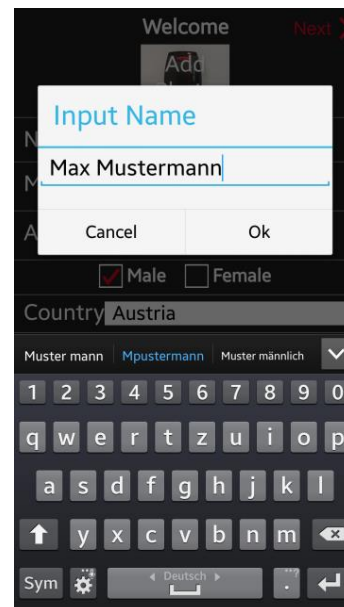 Welcome
Next
Add
Input Name
N
Max Mustermann
M
A
Cancel Ok
Male Female
Country Austria
Muster mann Mpustermann Muster männlich
1 2 3 4 5 6 7 8 9 0
q w e r t z u i o p
a s d f g h j k l
y x c v b n m
Sym Deutsch .